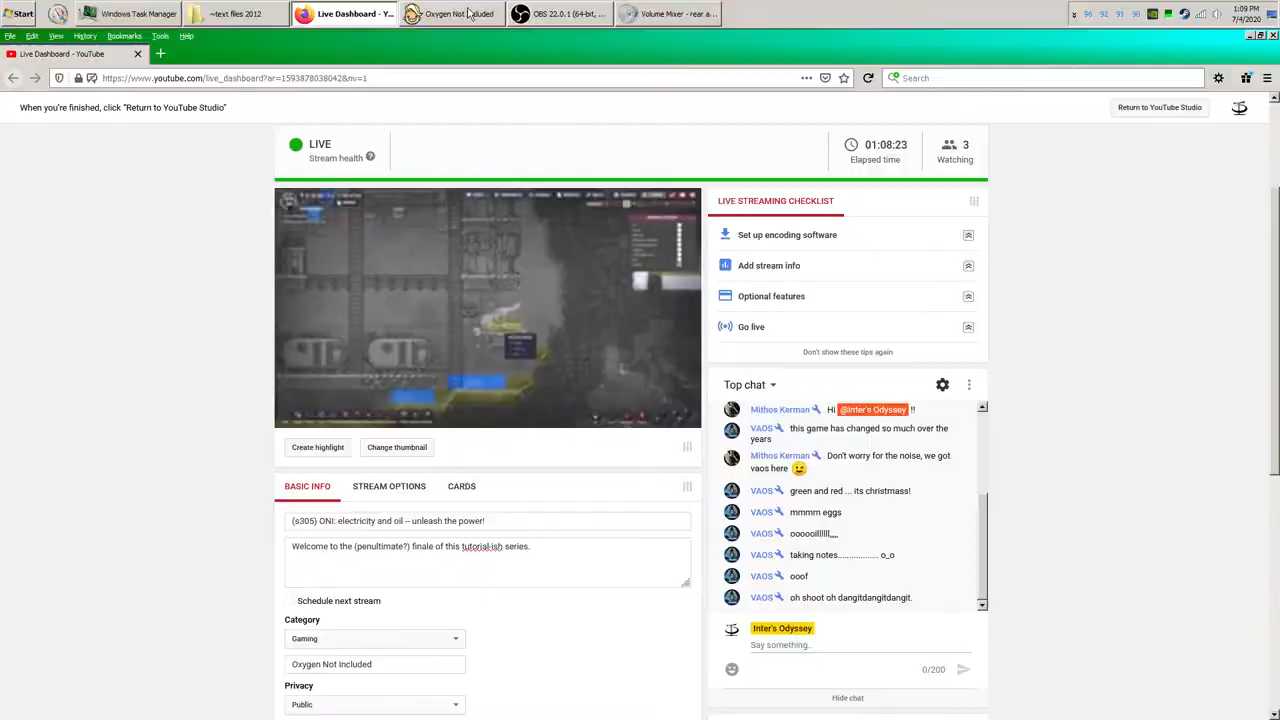 Start
Windows Task Manager
~text files 2012
Live Dashboard - Y...
Oxygen Not Included
OBS 22.0.1 (64-bit, ...
Volume Mixer - rear a...
96 92 91 98
1:09 PM
7/4/2020
File Edit View History Bookmarks Tools Help
Live Dashboard - YouTube
https://www.youtube.com/live_dashboard?ar=1593878038042&nv=1
Search
When you're finished, click "Return to YouTube Studio"
Return to YouTube Studio
LIVE
Stream health
01:08:23
Elapsed time
3
Watching
LIVE STREAMING CHECKLIST
Set up encoding software
Add stream info
Optional features
Go live
Don't show these tips again
Create highlight
Change thumbnail
Top chat
Mithos Kerman Hi @Inter's Odyssey !!
VAOS this game has changed so much over the
years
Mithos Kerman Don't worry for the noise, we got
vaos here
VAOS green and red ... its christmass!
VAOS mmmm eggs
VAOS oooooillllll,,,,
VAOS taking notes.................. o_o
VAOS ooof
VAOS oh shoot oh dangitdangitdangit.
Inter's Odyssey
Say something...
0/200
Hide chat
BASIC INFO
STREAM OPTIONS
CARDS
(s305) ONI: electricity and oil -- unleash the power!
Welcome to the (penultimate?) finale of this tutorial-ish series.
Schedule next stream
Category
Gaming
Oxygen Not Included
Privacy
Public